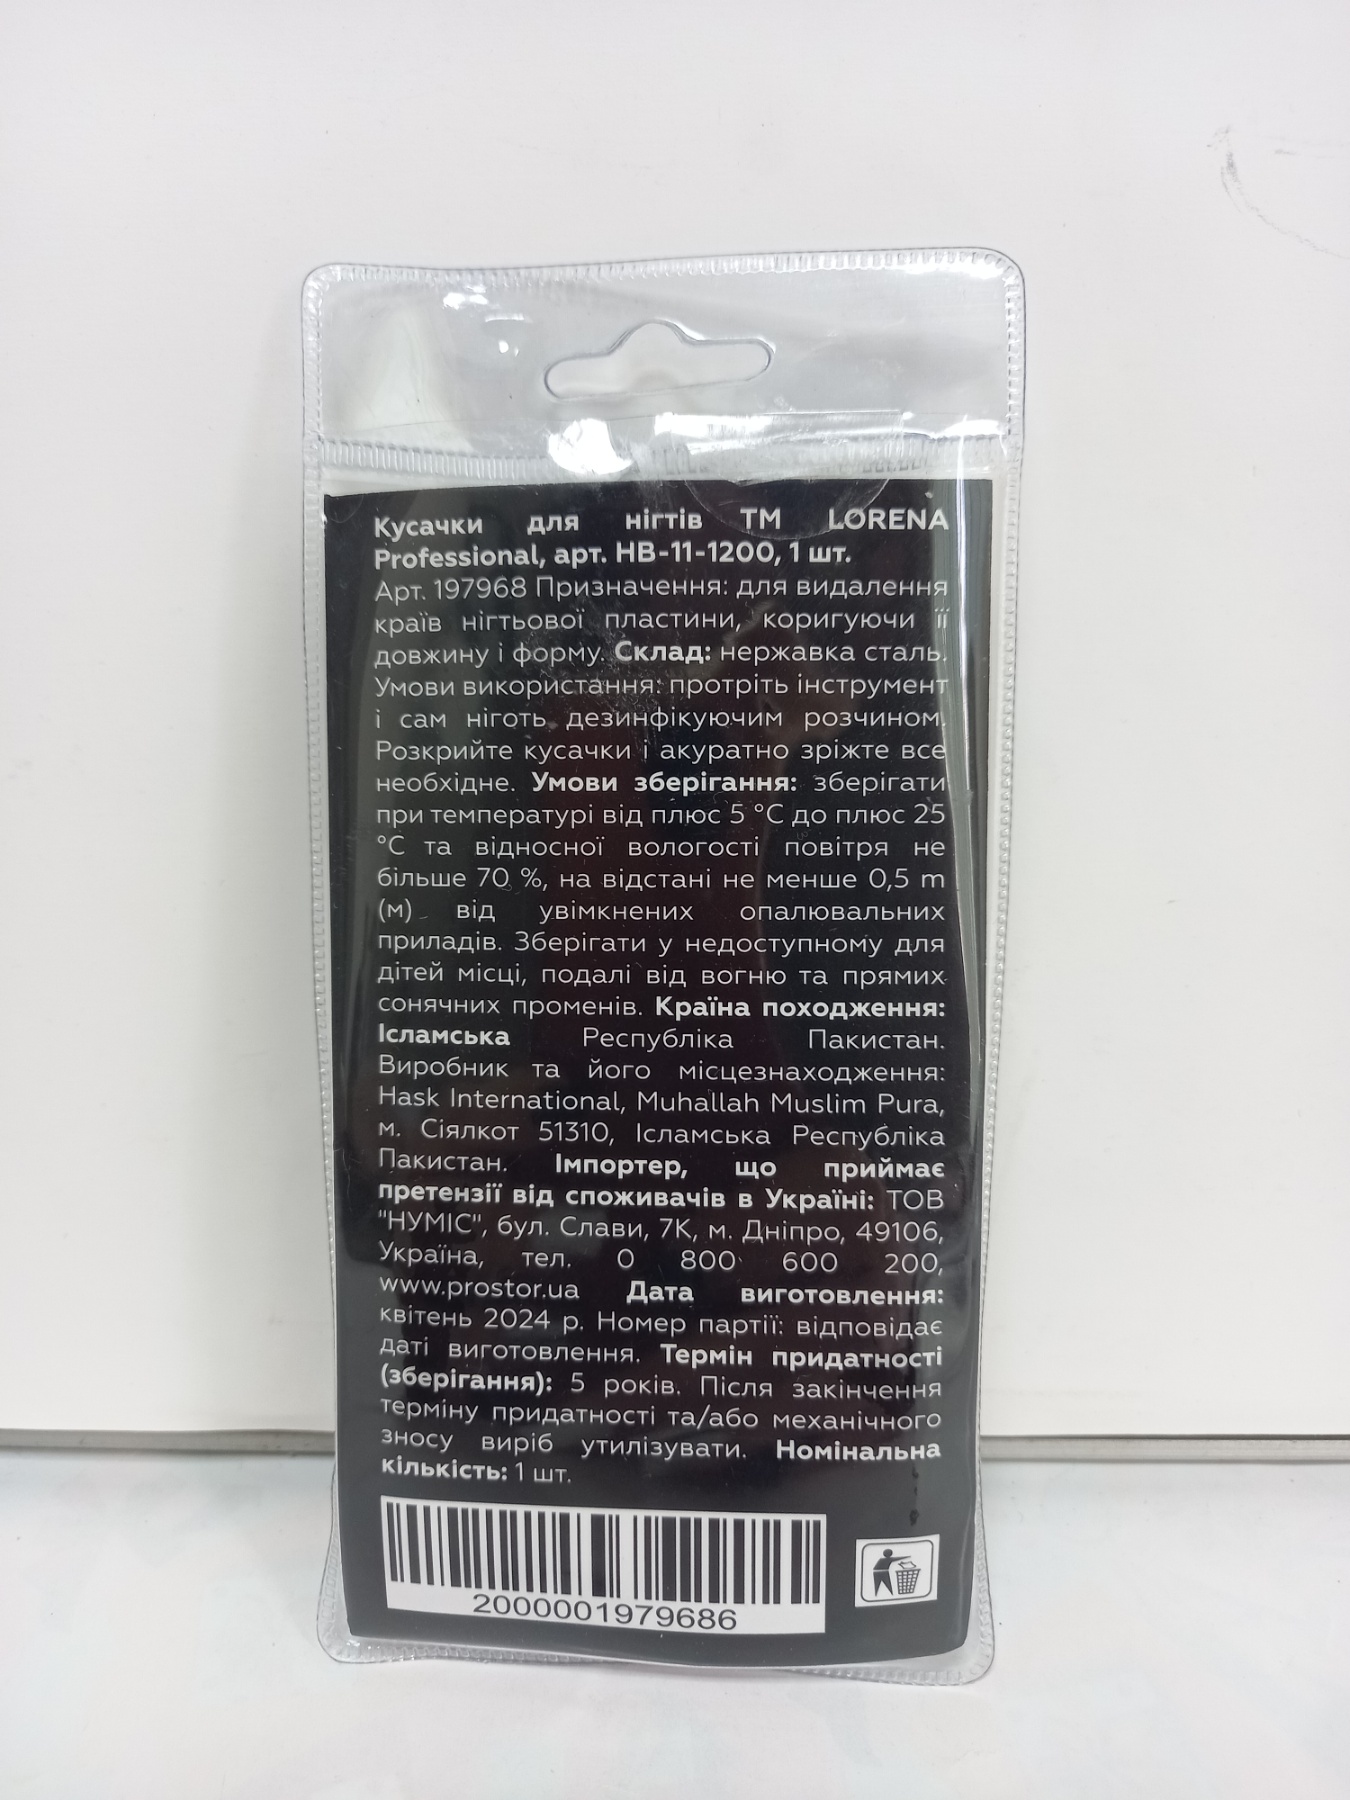 Кусачки для нігтів ТМ LORENA
Professional, арт. HB-11-1200, 1 шт.
Арт. 197968 Призначення: для видалення
країв нігтьової пластини, коригуючи її
довжину і форму. Склад: нержавка сталь.
Умови використання: протріть інструмент
і сам ніготь дезинфікуючим розчином.
Розкрийте кусачки і акуратно зріжте все
необхідне. Умови зберігання: зберігати
при температурі від плюс 5 °C до плюс 25
°C та відносної вологості повітря не
більше 70 %, на відстані не менше 0,5 m
(м) від увімкнених опалювальних
приладів. Зберігати у недоступному для
дітей місці, подалі від вогню та прямих
сонячних променів. Країна походження:
Ісламська Республіка Пакистан.
Виробник та його місцезнаходження:
Hask International, Muhallah Muslim Pura,
м. Сіялкот 51310, Ісламська Республіка
Пакистан. Імпортер, що приймає
претензії від споживачів в Україні: ТОВ
"НУМІС", бул. Слави, 7К, м. Дніпро, 49106,
Україна, тел. 0 800 600 200,
www.prostor.ua Дата виготовлення:
квітень 2024 р. Номер партії: відповідає
даті виготовлення. Термін придатності
(зберігання): 5 років. Після закінчення
терміну придатності та/або механічного
зносу виріб утилізувати. Номінальна
кількість: 1 шт.
2000001979686